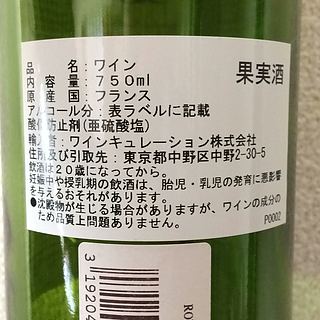 品　　　　名：ワイン
果実酒
内　容　量：750ml
原　産　国：フランス
アルコール分：表ラベルに記載
酸化防止剤(亜硫酸塩)
輸入者：ワインキュレーション株式会社
住所及び引取先：東京都中野区中野2-30-5
飲酒は20歳になってから。
妊娠中や授乳期の飲酒は、胎児・乳児の発育に悪影響
を与えるおそれがあります。
●沈殿物が生じる場合がありますが、ワインの成分の
ため品質上問題ありません。
P0002
3 19204